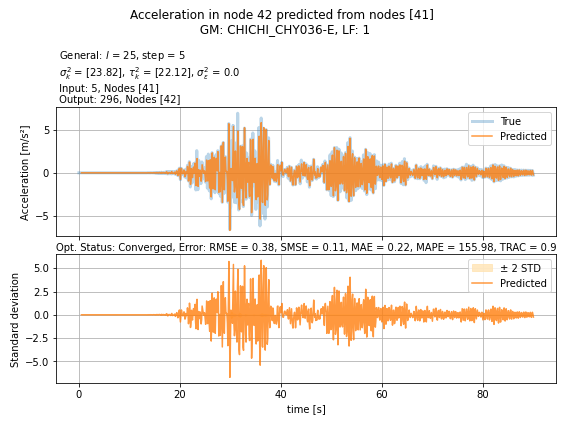 Acceleration in node 42 predicted from nodes [41]
GM: CHICHI_CHY036-E, LF: 1
General: l = 25, step = 5
σ²ₖ = [23.82], τ²ₖ = [22.12], σ²ε = 0.0
Input: 5, Nodes [41]
Output: 296, Nodes [42]
Acceleration [m/s²]
5
0
−5
True
Predicted
Opt. Status: Converged, Error: RMSE = 0.38, SMSE = 0.11, MAE = 0.22, MAPE = 155.98, TRAC = 0.9
Standard deviation
5.0
2.5
0.0
−2.5
−5.0
± 2 STD
Predicted
0 20 40 60 80
time [s]